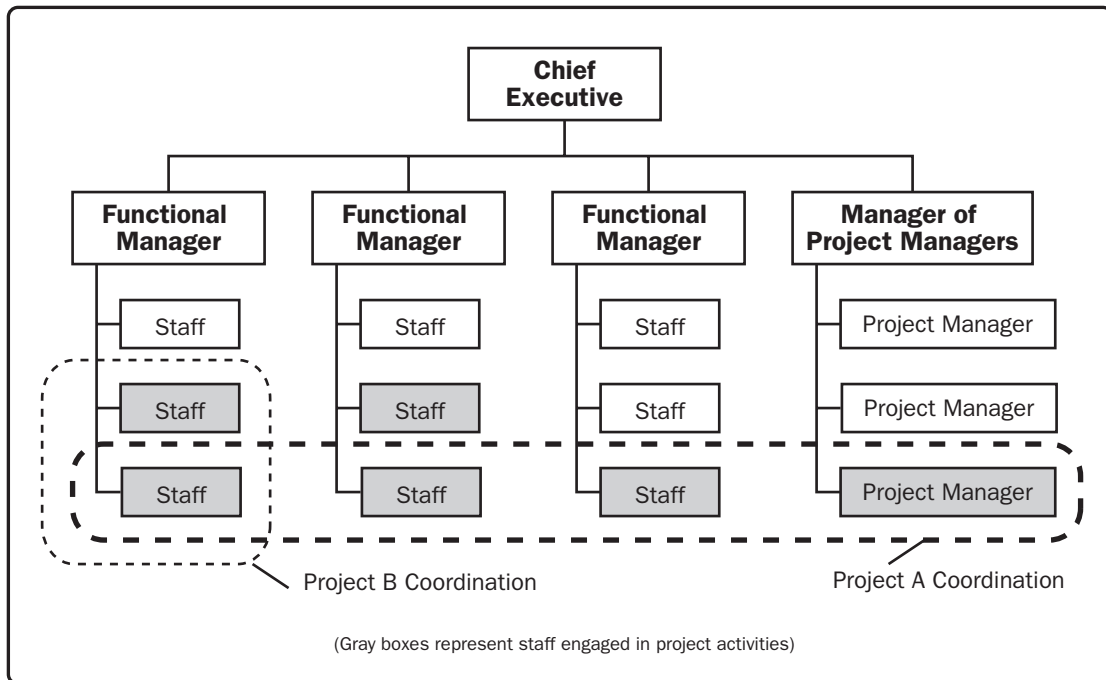 Chief
Executive
Functional
Manager
Functional
Manager
Functional
Manager
Manager of
Project Managers
Staff
Staff
Staff
Project Manager
Staff
Staff
Staff
Project Manager
Staff
Staff
Staff
Project Manager
Project B Coordination
Project A Coordination
(Gray boxes represent staff engaged in project activities)